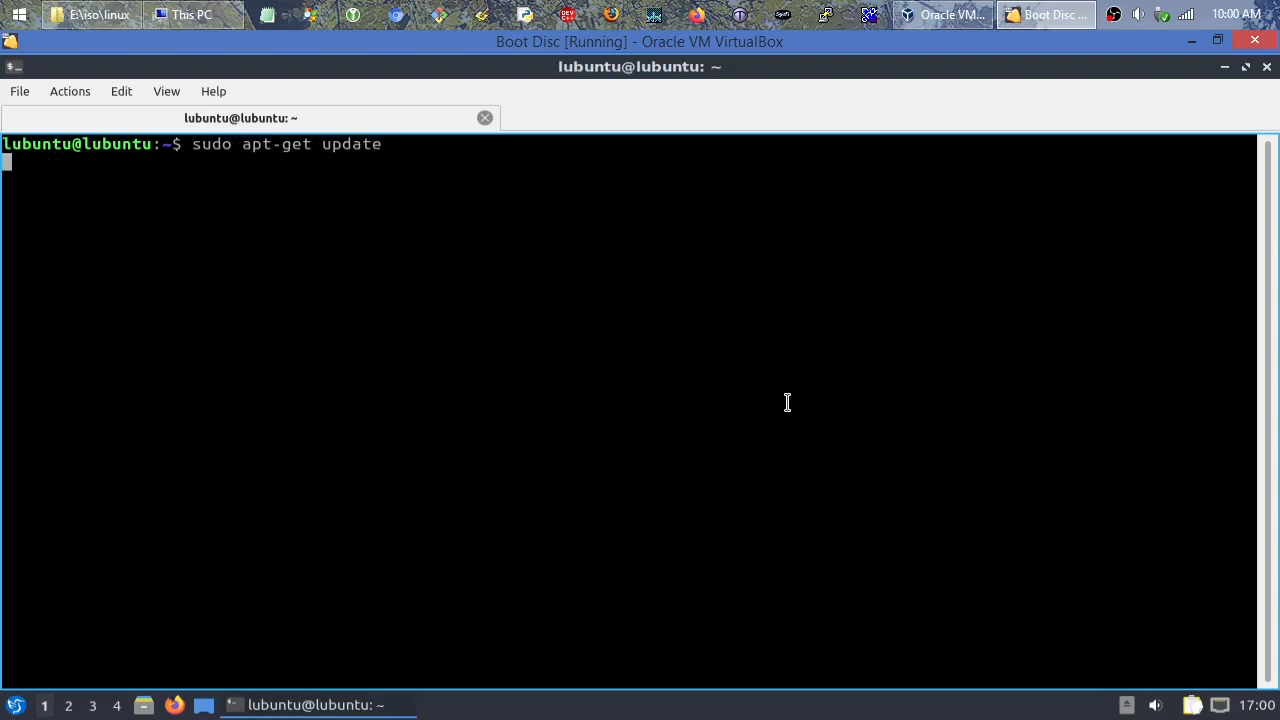 E:\iso\linux
This PC
Oracle VM...
Boot Disc ...
10:00 AM
Boot Disc [Running] - Oracle VM VirtualBox
lubuntu@lubuntu: ~
File Actions Edit View Help
lubuntu@lubuntu: ~
lubuntu@lubuntu:~$ sudo apt-get update
1 2 3 4
lubuntu@lubuntu: ~
17:00